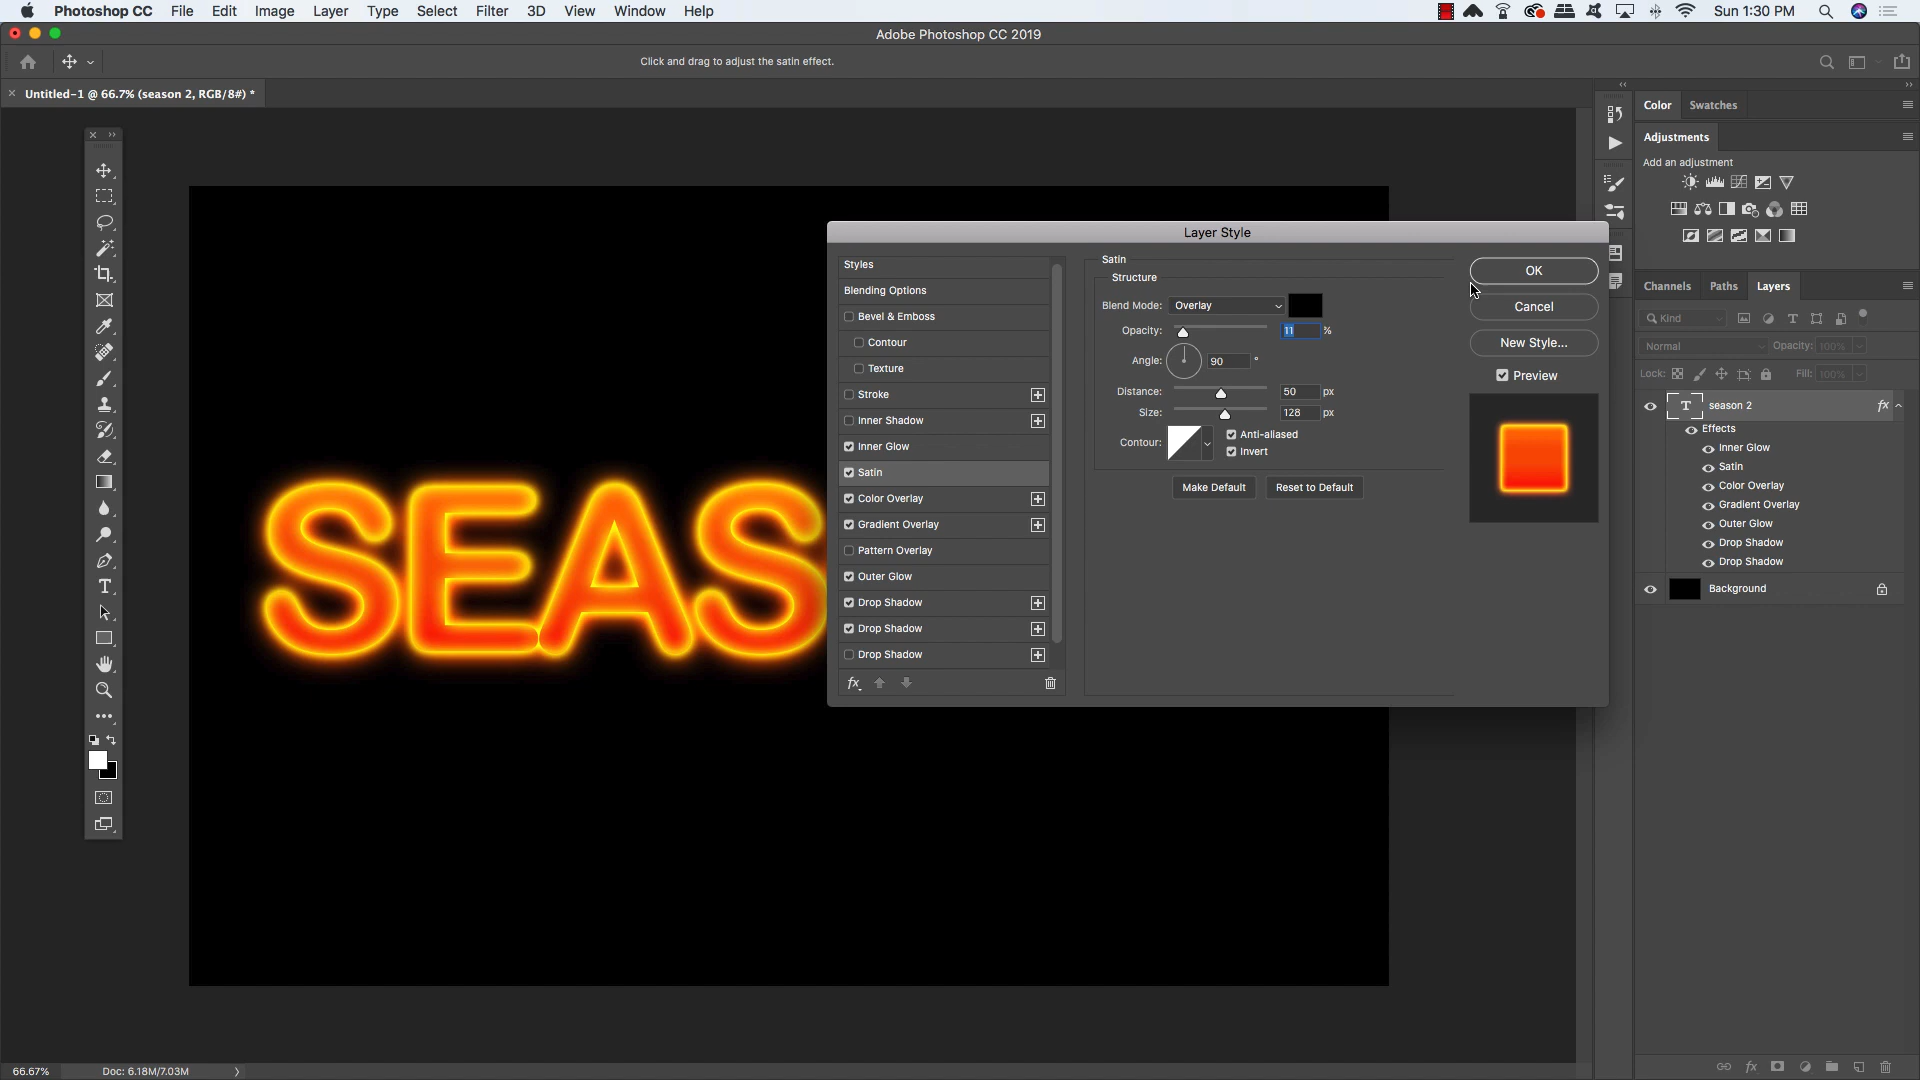 Photoshop CC File Edit Image Layer Type Select Filter 3D View Window Help Sun 1:30 PM
Adobe Photoshop CC 2019
Click and drag to adjust the satin effect.
Untitled-1 @ 66.7% (season 2, RGB/8#) *
SEAS
Layer Style
Styles
Blending Options
Bevel & Emboss
Contour
Texture
Stroke
Inner Shadow
Inner Glow
Satin
Color Overlay
Gradient Overlay
Pattern Overlay
Outer Glow
Drop Shadow
Drop Shadow
Drop Shadow
fx
Satin
Structure
Blend Mode: Overlay
Opacity: 11 %
Angle: 90 °
Distance: 50 px
Size: 128 px
Contour: Anti-aliased
Invert
Make Default Reset to Default
OK
Cancel
New Style...
Preview
Color Swatches
Adjustments
Add an adjustment
Channels Paths Layers
Kind
Normal Opacity: 100%
Lock: Fill: 100%
T season 2 fx
Effects
Inner Glow
Satin
Color Overlay
Gradient Overlay
Outer Glow
Drop Shadow
Drop Shadow
Background
fx
66.67% Doc: 6.18M/7.03M